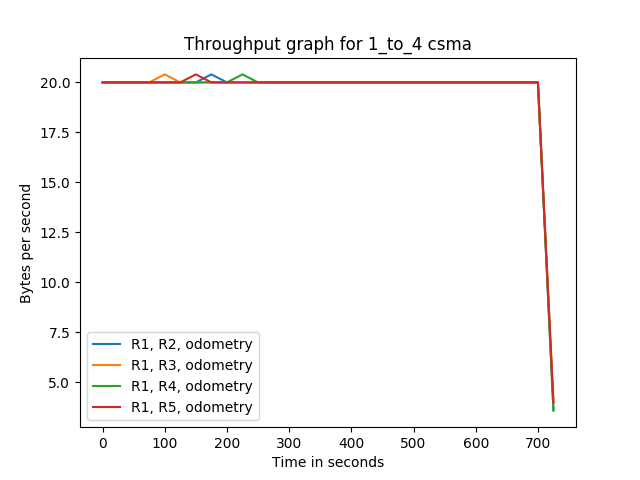 Throughput graph for 1_to_4 csma
20.0
17.5
15.0
12.5
10.0
7.5
5.0
Bytes per second
R1, R2, odometry
R1, R3, odometry
R1, R4, odometry
R1, R5, odometry
0 100 200 300 400 500 600 700
Time in seconds